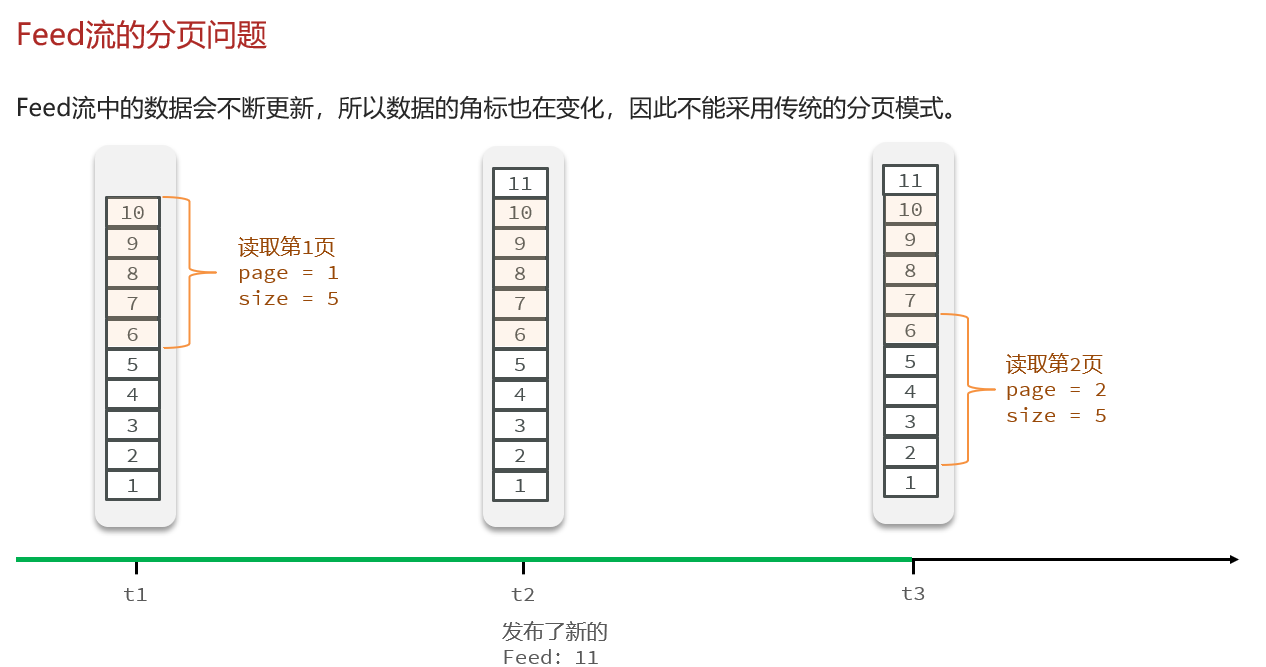 Feed流的分页问题
Feed流中的数据会不断更新，所以数据的角标也在变化，因此不能采用传统的分页模式。
10
9
8
7
6
5
4
3
2
1
读取第1页
page = 1
size = 5
11
10
9
8
7
6
5
4
3
2
1
11
10
9
8
7
6
5
4
3
2
1
读取第2页
page = 2
size = 5
t1
t2
t3
发布了新的
Feed: 11